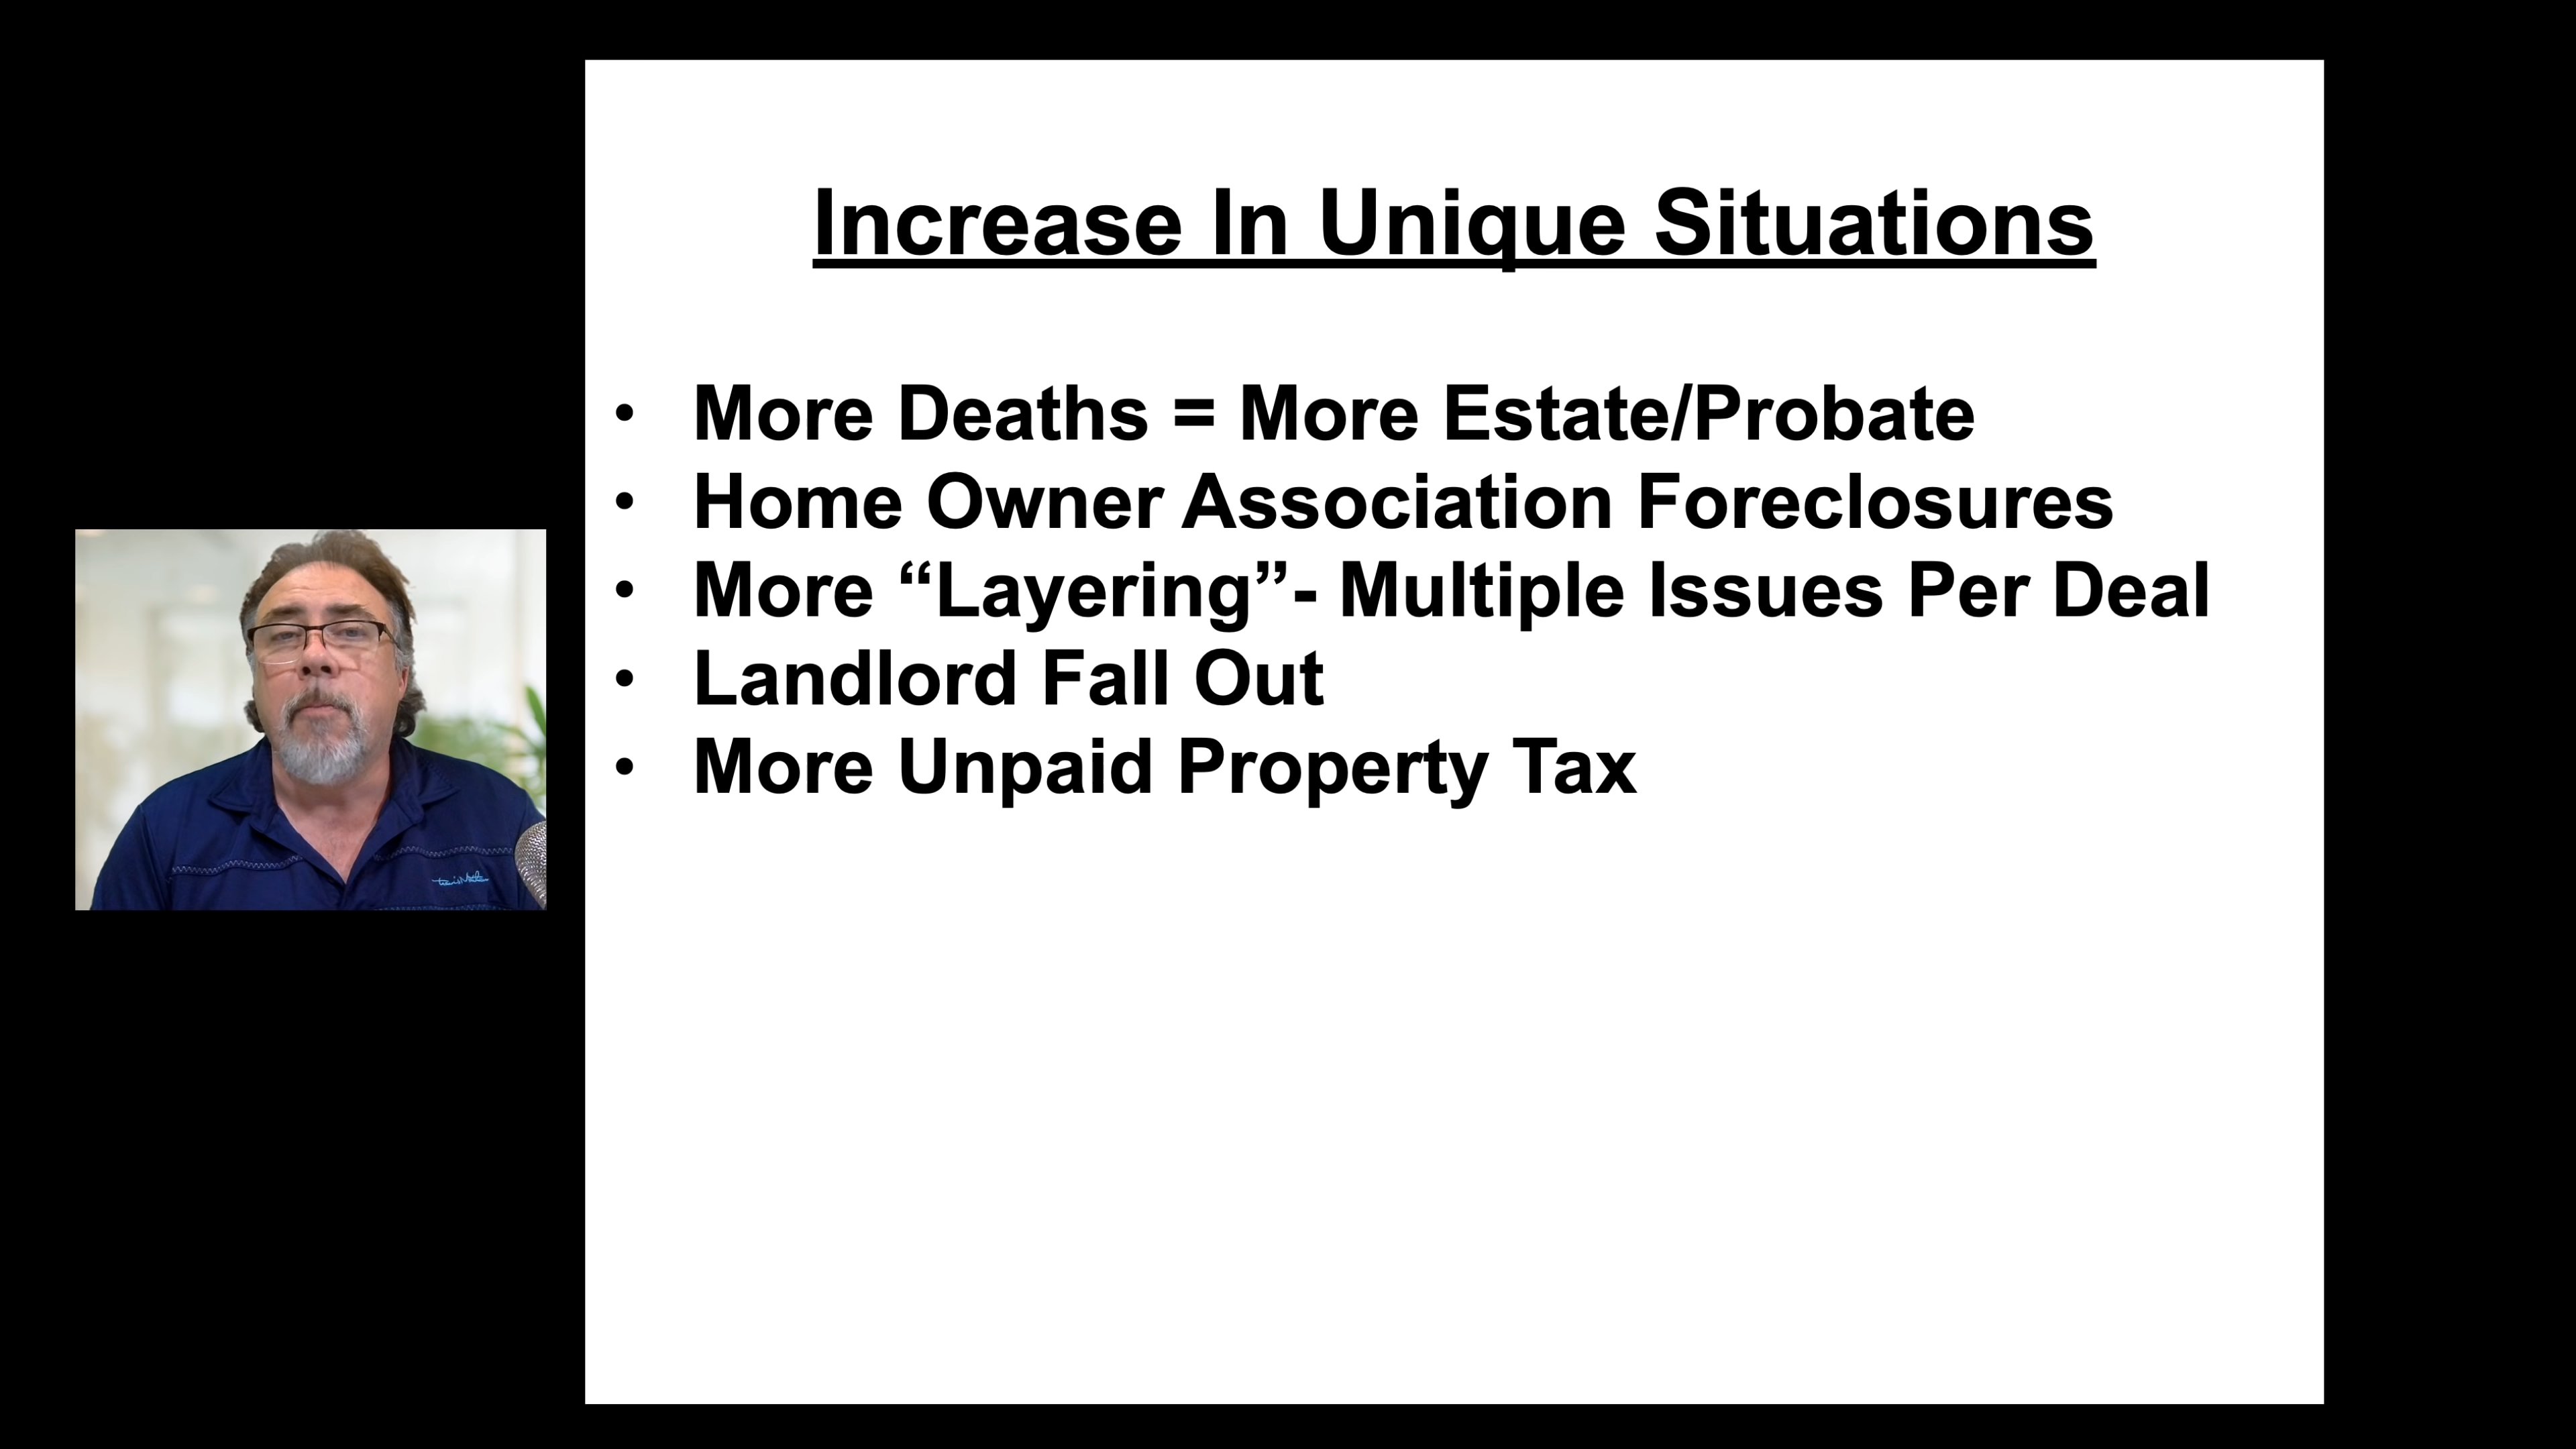 Increase In Unique Situations
• More Deaths = More Estate/Probate
• Home Owner Association Foreclosures
• More “Layering”- Multiple Issues Per Deal
• Landlord Fall Out
• More Unpaid Property Tax